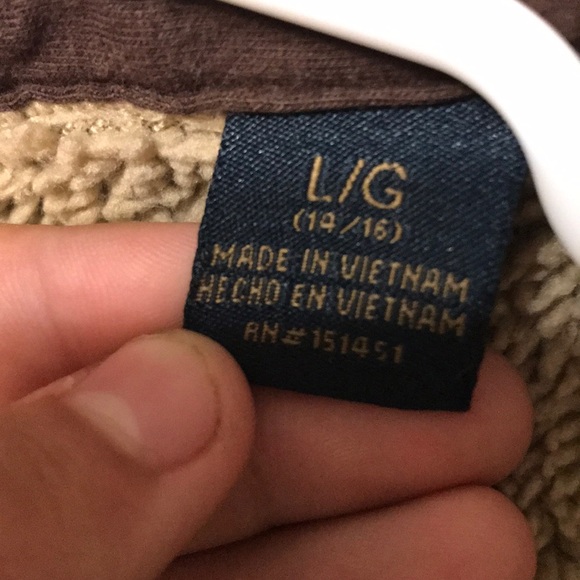 L/G
(14/16)
MADE IN VIETNAM
HECHO EN VIETNAM
RN#151451